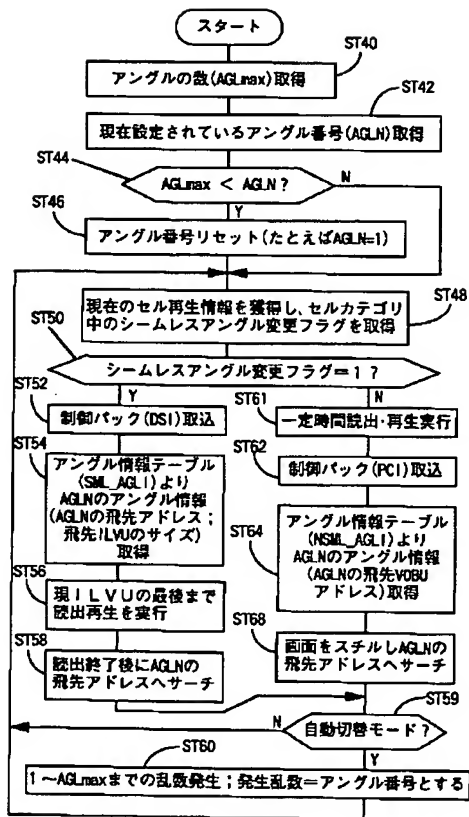 スタート
ST40
アングルの数(AGLmax)取得
ST42
現在設定されているアングル番号(AGLN)取得
ST44
AGLmax < AGLN?
N
Y
ST46
アングル番号リセット(たとえばAGLN=1)
ST48
現在のセル再生情報を獲得し、セルカテゴリ
中のシームレスアングル変更フラグを取得
ST50
シームレスアングル変更フラグ=1?
Y
N
ST52
制御パック(DSI)取込
ST54
アングル情報テーブル
(SML_AGLI)より
AGLNのアングル情報
(AGLNの飛先アドレス;
飛先ILVUのサイズ)
取得
ST56
現ILVUの最後まで
読出再生を実行
ST58
読出終了後にAGLNの
飛先アドレスへサーチ
ST61
一定時間読出・再生実行
ST62
制御パック(PCI)取込
ST64
アングル情報テーブル
(NSML_AGLI)より
AGLNのアングル情報
(AGLNの飛先VOBU
アドレス)取得
ST68
画面をスチルしAGLNの
飛先アドレスへサーチ
ST59
自動切替モード?
N
Y
ST60
1~AGLmaxまでの乱数発生;発生乱数=アングル番号とする